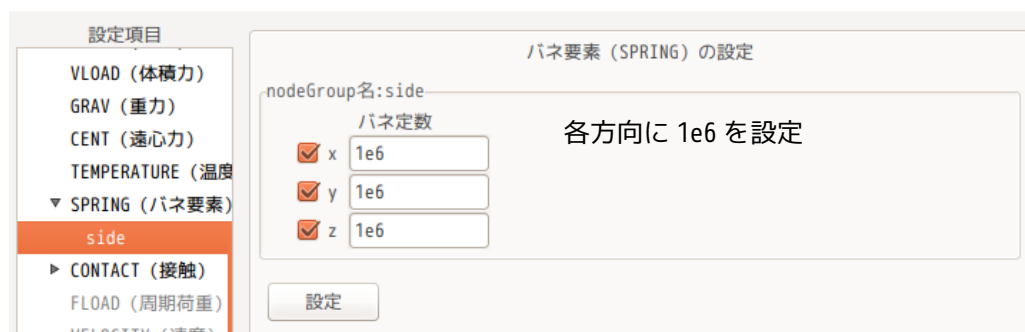 設定項目
VLOAD (体積力)
GRAV (重力)
CENT (遠心力)
TEMPERATURE (温度
▼ SPRING (バネ要素)
side
▶ CONTACT (接触)
FLOAD (周期荷重)
バネ要素 (SPRING) の設定
nodeGroup名:side
バネ定数
x 1e6
y 1e6
z 1e6
各方向に 1e6 を設定
設定